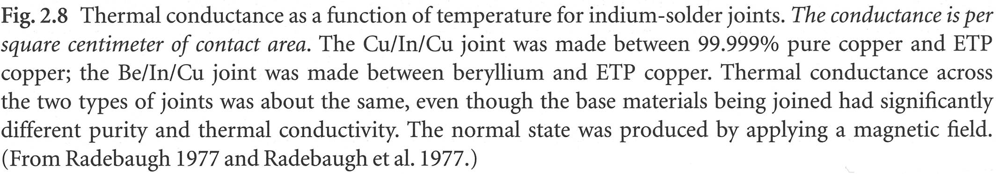 Fig. 2.8 Thermal conductance as a function of temperature for indium-solder joints. The conductance is per
square centimeter of contact area. The Cu/In/Cu joint was made between 99.999% pure copper and ETP
copper; the Be/In/Cu joint was made between beryllium and ETP copper. Thermal conductance across
the two types of joints was about the same, even though the base materials being joined had significantly
different purity and thermal conductivity. The normal state was produced by applying a magnetic field.
(From Radebaugh 1977 and Radebaugh et al. 1977.)